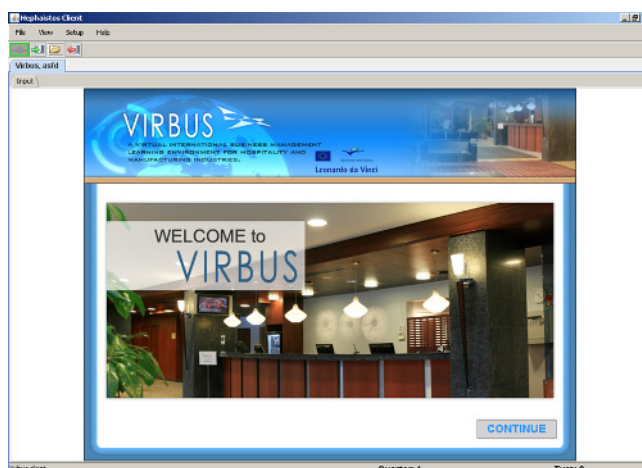 Hephaistos Client
File View Setup Help
Virbus, asfd
Input
VIRBUS
A VIRTUAL INTERNATIONAL BUSINESS MANAGEMENT
LEARNING ENVIRONMENT FOR HOSPITALITY AND
MANUFACTURING INDUSTRIES.
Leonardo da Vinci
WELCOME to
VIRBUS
CONTINUE